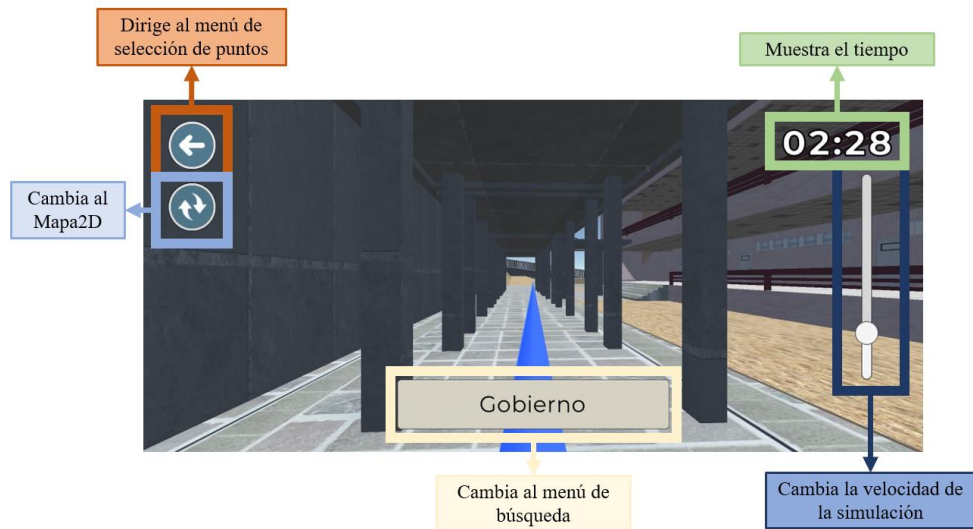 Dirige al menú de
selección de puntos
Muestra el tiempo
02:28
Cambia al
Mapa2D
Gobierno
Cambia al menú de
búsqueda
Cambia la velocidad de
la simulación